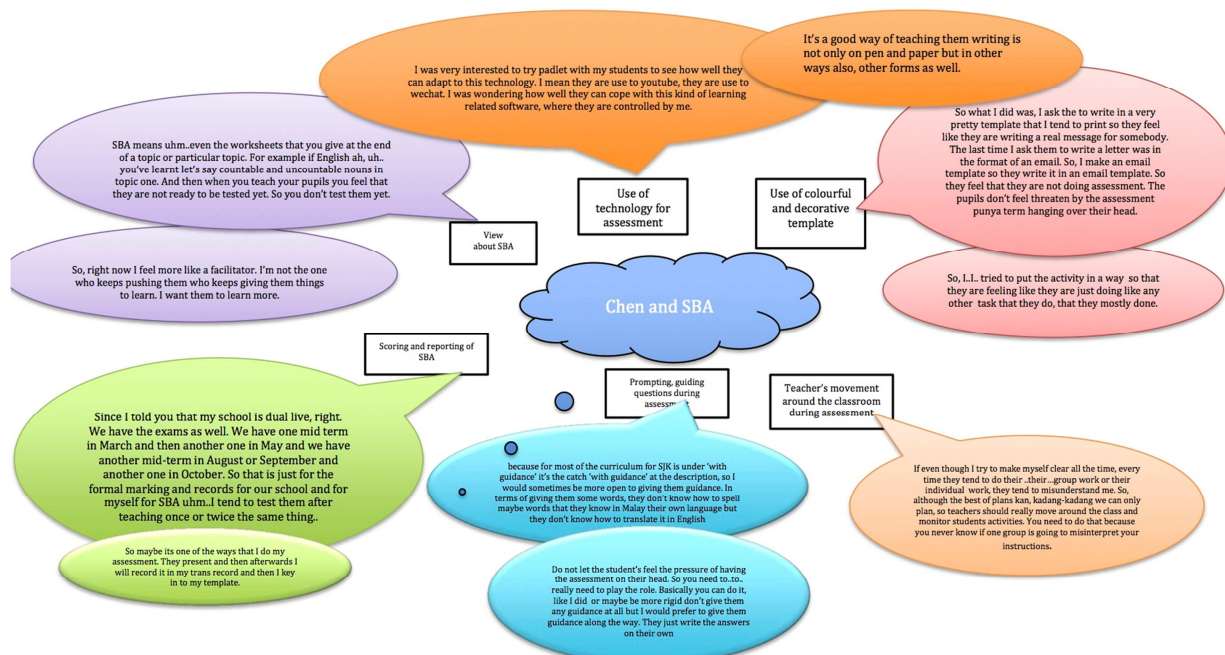 It's a good way of teaching them writing is
not only on pen and paper but in other
ways also, other forms as well.
I was very interested to try padlet with my students to see how well they
can adapt to this technology. I mean they are use to youtube, they are use to
wechat. I was wondering how well they can cope with this kind of learning
related software, where they are controlled by me.
SBA means uhm..even the worksheets that you give at the end
of a topic or particular topic. For example if English ah, uh..
you've learnt let's say countable and uncountable nouns in
topic one. And then when you teach your pupils you feel that
they are not ready to be tested yet. So you don't test them yet.
So what I did was, I ask the to write in a very
pretty template that I tend to print so they feel
like they are writing a real message for somebody.
The last time I ask them to write a letter was in
the format of an email. So, I make an email
template so they write it in an email template. So
they feel that they are not doing assessment. The
pupils don't feel threaten by the assessment
punya term hanging over their head.
Use of
technology for
assessment
Use of colourful
and decorative
template
View
about SBA
So, right now I feel more like a facilitator. I'm not the one
who keeps pushing them who keeps giving them things
to learn. I want them to learn more.
So, I..I.. tried to put the activity in a way so that
they are feeling like they are just doing like any
other task that they do, that they mostly done.
Chen and SBA
Scoring and reporting of
SBA
Prompting, guiding
questions during
assessment
Teacher's movement
around the classroom
during assessment
Since I told you that my school is dual live, right.
We have the exams as well. We have one mid term
in March and then another one in May and we have
another mid-term in August or September and
another one in October. So that is just for the
formal marking and records for our school and for
myself for SBA uhm..I tend to test them after
teaching once or twice the same thing..
because for most of the curriculum for SJK is under 'with
guidance' it's the catch 'with guidance' at the description, so I
would sometimes be more open to giving them guidance. In
terms of giving them some words, they don't know how to spell
maybe words that they know in Malay their own language but
they don't know how to translate it in English
If even though I try to make myself clear all the time, every
time they tend to do their ..their...group work or their
individual work, they tend to misunderstand me. So,
although the best of plans kan, kadang-kadang we can only
plan, so teachers should really move around the class and
monitor students activities. You need to do that because
you never know if one group is going to misinterpret your
instructions.
So maybe its one of the ways that I do my
assessment. They present and then afterwards I
will record it in my trans record and then I key
in to my template.
Do not let the student's feel the pressure of having
the assessment on their head. So you need to..to..
really need to play the role. Basically you can do it,
like I did or maybe be more rigid don't give them
any guidance at all but I would prefer to give them
guidance along the way. They just write the answers
on their own